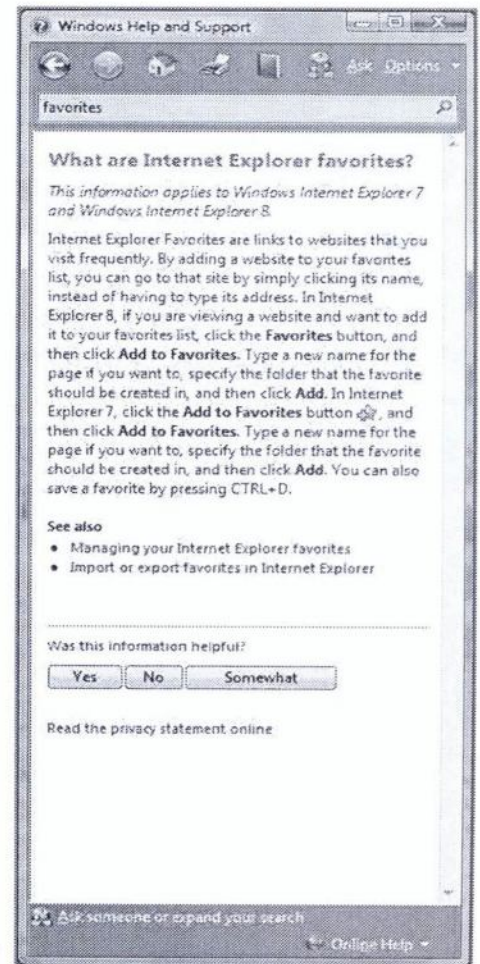 Windows Help and Support
Ask Options
favorites
What are Internet Explorer favorites?
This information applies to Windows Internet Explorer 7
and Windows Internet Explorer 8.
Internet Explorer Favorites are links to websites that you
visit frequently. By adding a website to your favorites
list, you can go to that site by simply clicking its name,
instead of having to type its address. In Internet
Explorer 8, if you are viewing a website and want to add
it to your favorites list, click the Favorites button, and
then click Add to Favorites. Type a new name for the
page if you want to, specify the folder that the favorite
should be created in, and then click Add. In Internet
Explorer 7, click the Add to Favorites button , and
then click Add to Favorites. Type a new name for the
page if you want to, specify the folder that the favorite
should be created in, and then click Add. You can also
save a favorite by pressing CTRL+D.
See also
• Managing your Internet Explorer favorites
• Import or export favorites in Internet Explorer
Was this information helpful?
Yes No Somewhat
Read the privacy statement online
Ask someone or expand your search
Online Help